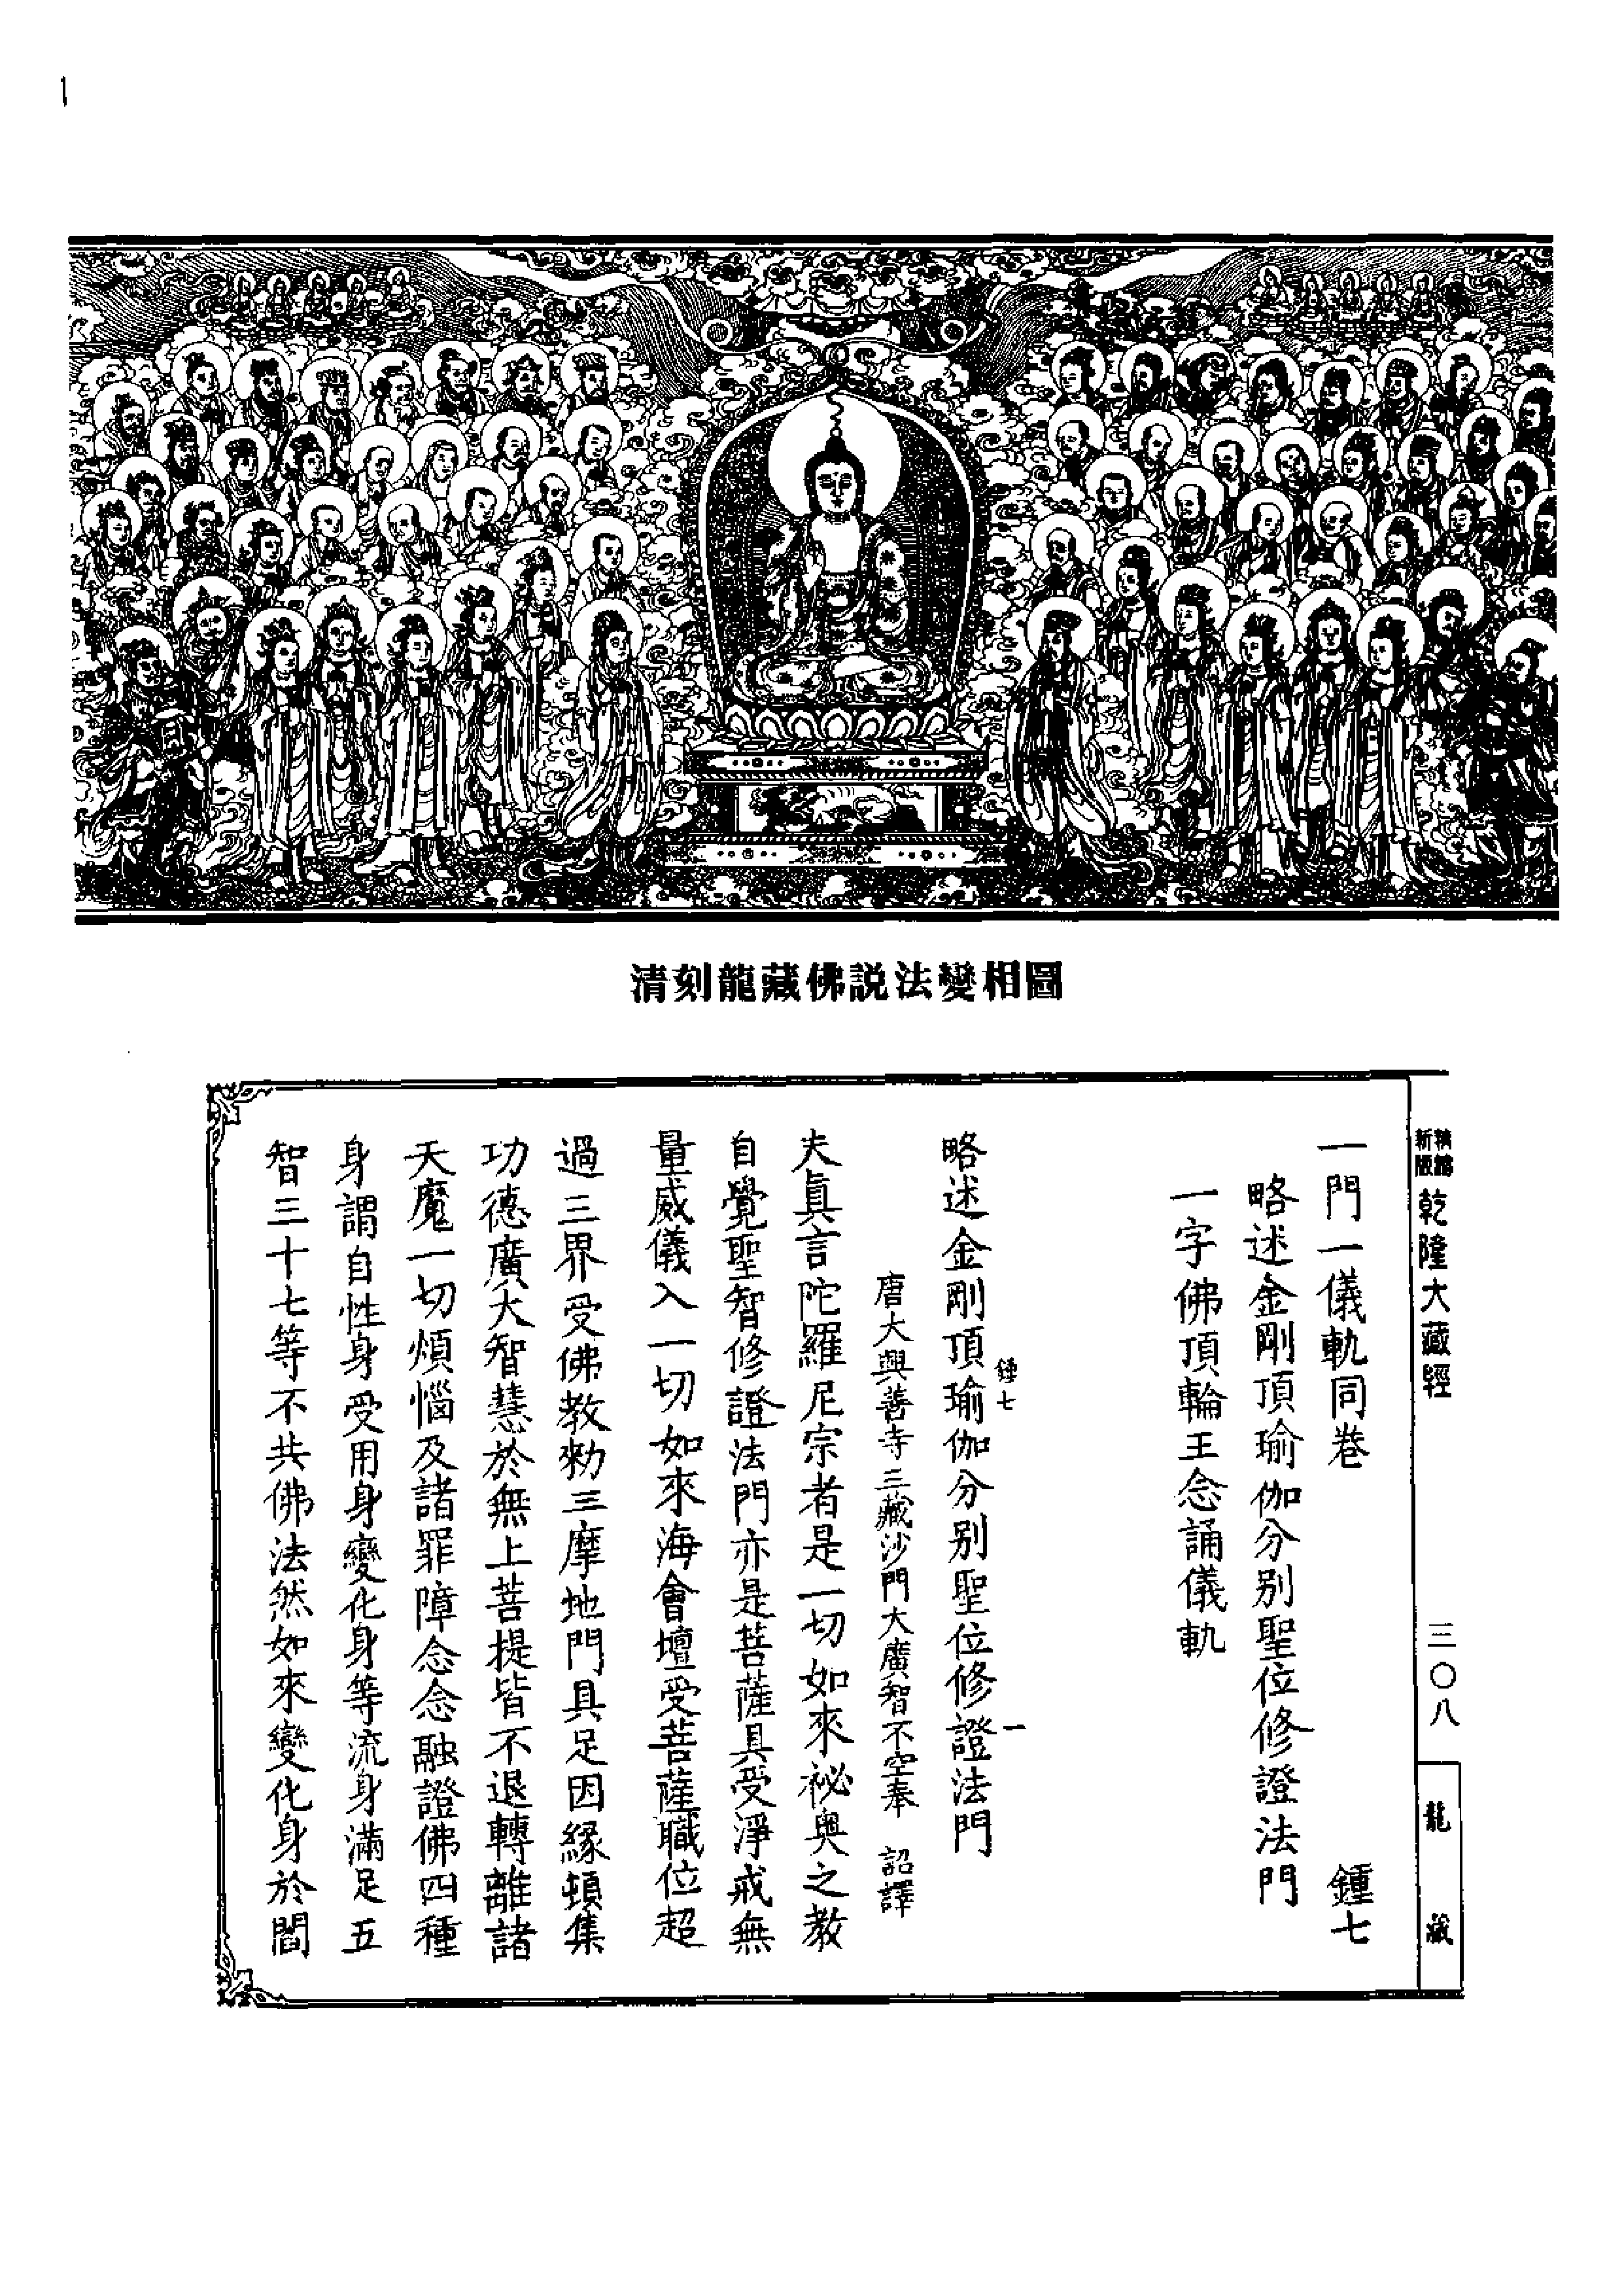 1
清刻龍藏佛説法變相圖
新版
精縮
乾隆大藏經
三〇八
龍藏
一門一儀軌同卷 鍾七
略述金剛頂瑜伽分别聖位修證法門
一字佛頂輪王念誦儀軌
鍾七 一
略述金剛頂瑜伽分别聖位修證法門
唐大興善寺三藏沙門大廣智不空奉 詔譯
夫眞言陀羅尼宗者是一切如來祕奥之教
自覺聖智修證法門亦是菩薩具受淨戒無
量威儀入一切如來海會壇受菩薩職位超
過三界受佛教勑三摩地門具足因緣頓集
功德廣大智慧於無上菩提皆不退轉離諸
天魔一切煩惱及諸罪障念念融證佛四種
身謂自性身受用身變化身等流身滿足五
智三十七等不共佛法然如來變化身於閻